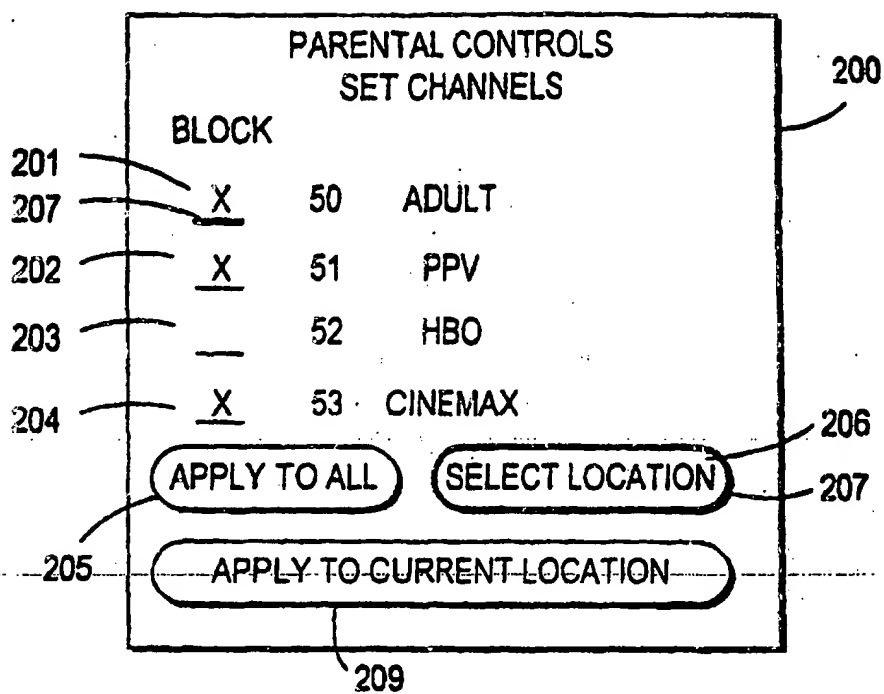 PARENTAL CONTROLS
SET CHANNELS
200
BLOCK
201
207
X 50 ADULT
202
X 51 PPV
203
52 HBO
204
X 53 CINEMAX
206
APPLY TO ALL
SELECT LOCATION
207
205
APPLY TO CURRENT LOCATION
209